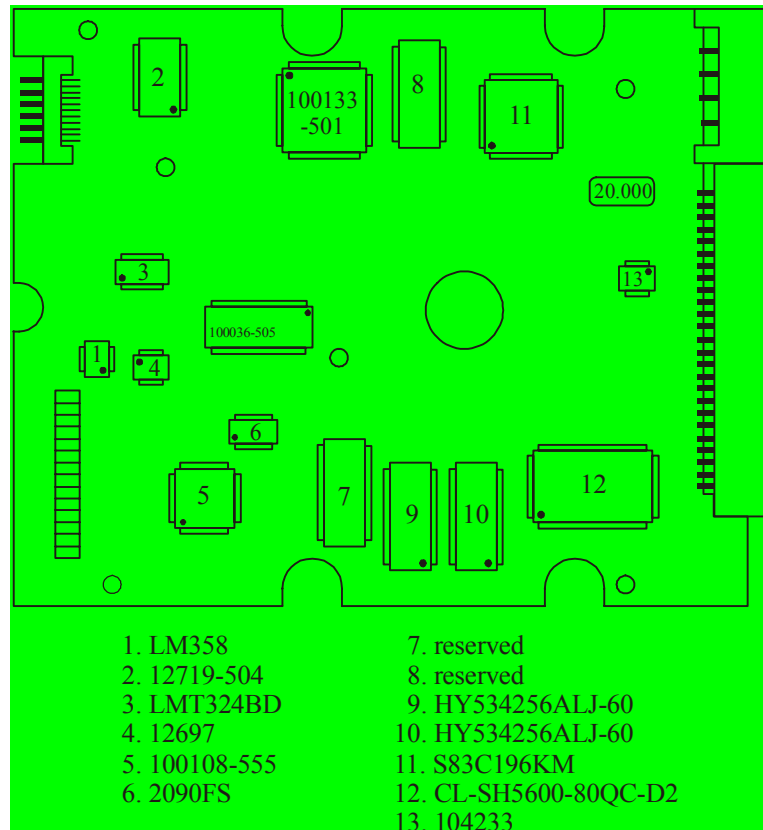 2
100133
-501
8
11
20.000
3
13
100036-505
1
4
6
5
7
9
10
12
1. LM358
2. 12719-504
3. LMT324BD
4. 12697
5. 100108-555
6. 2090FS
7. reserved
8. reserved
9. HY534256ALJ-60
10. HY534256ALJ-60
11. S83C196KM
12. CL-SH5600-80QC-D2
13. 104233